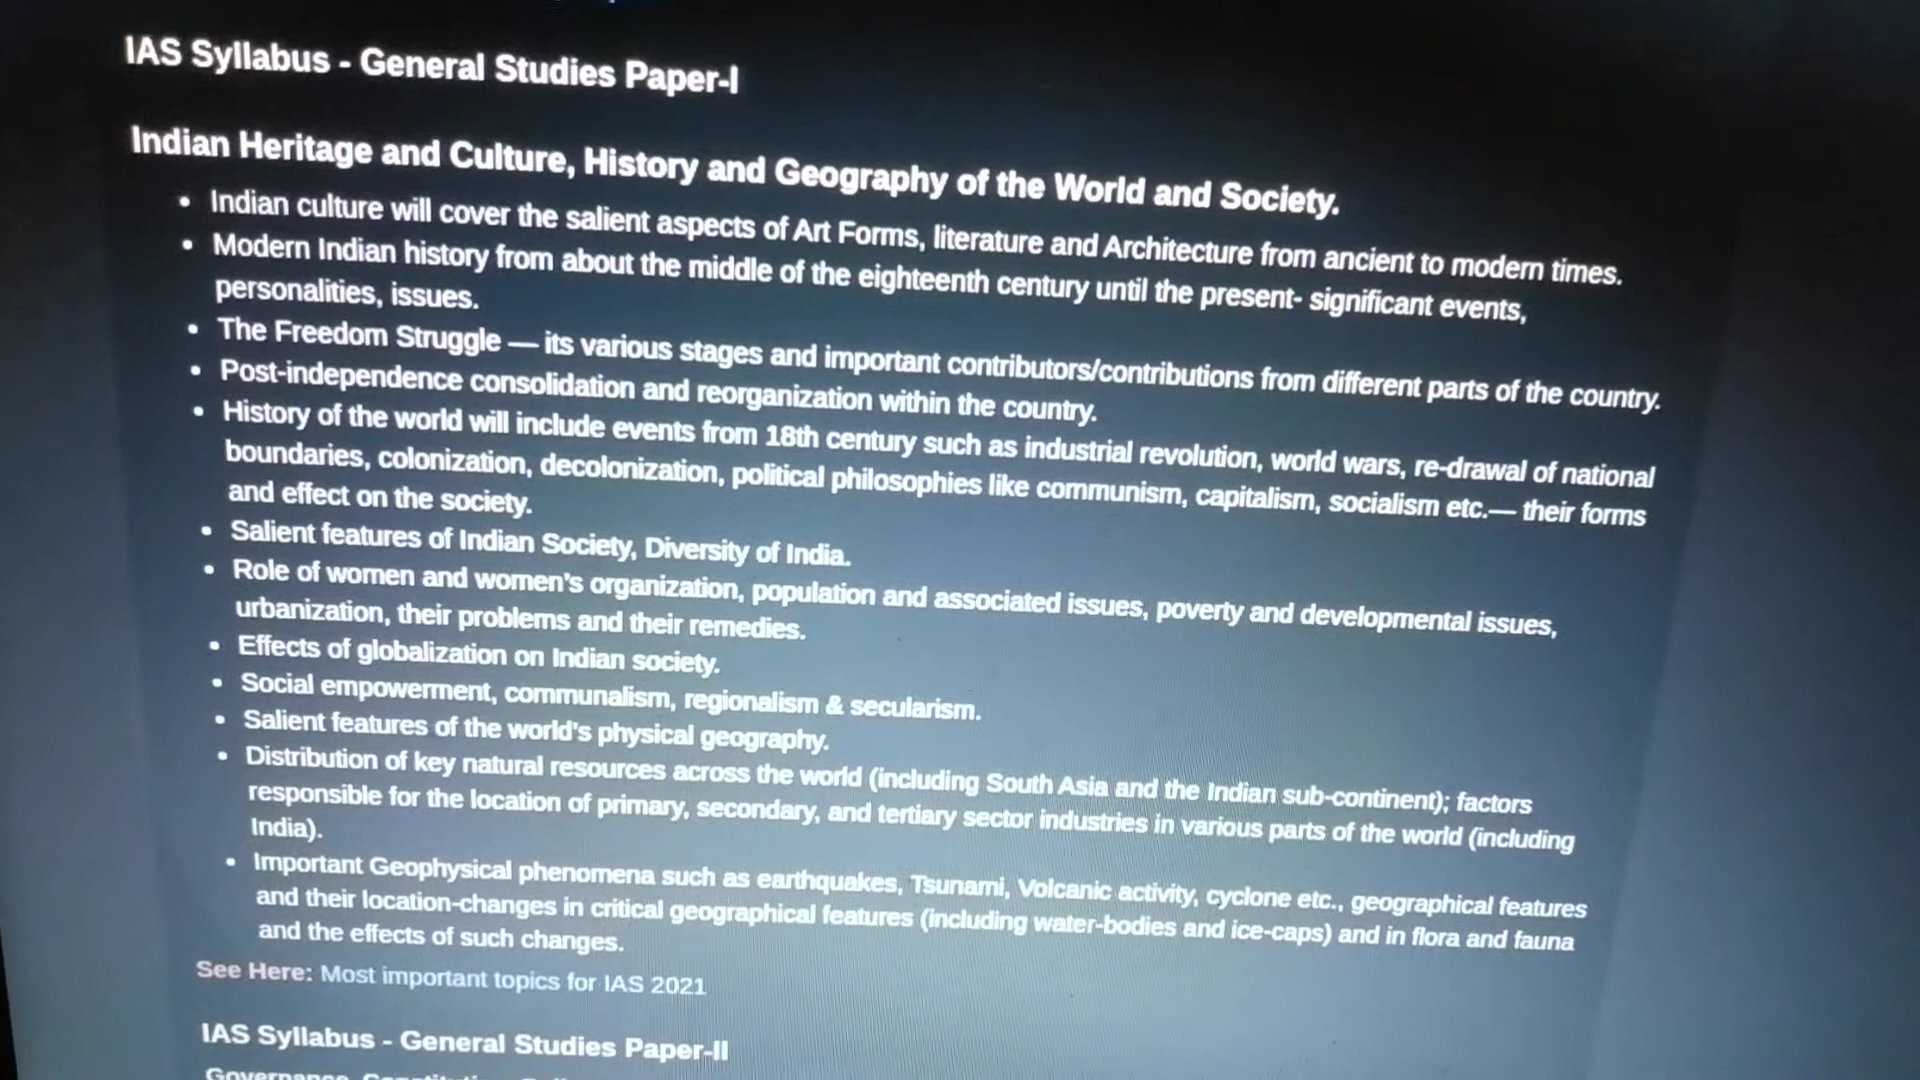 IAS Syllabus - General Studies Paper-I
Indian Heritage and Culture, History and Geography of the World and Society.
• Indian culture will cover the salient aspects of Art Forms, literature and Architecture from ancient to modern times.
• Modern Indian history from about the middle of the eighteenth century until the present- significant events,
personalities, issues.
• The Freedom Struggle — its various stages and important contributors/contributions from different parts of the country.
• Post-independence consolidation and reorganization within the country.
• History of the world will include events from 18th century such as industrial revolution, world wars, re-drawal of national
boundaries, colonization, decolonization, political philosophies like communism, capitalism, socialism etc.— their forms
and effect on the society.
• Salient features of Indian Society, Diversity of India.
• Role of women and women's organization, population and associated issues, poverty and developmental issues,
urbanization, their problems and their remedies.
• Effects of globalization on Indian society.
• Social empowerment, communalism, regionalism & secularism.
• Salient features of the world's physical geography.
• Distribution of key natural resources across the world (including South Asia and the Indian sub-continent); factors
responsible for the location of primary, secondary, and tertiary sector industries in various parts of the world (including
India).
• Important Geophysical phenomena such as earthquakes, Tsunami, Volcanic activity, cyclone etc., geographical features
and their location-changes in critical geographical features (including water-bodies and ice-caps) and in flora and fauna
and the effects of such changes.
See Here: Most important topics for IAS 2021
IAS Syllabus - General Studies Paper-II